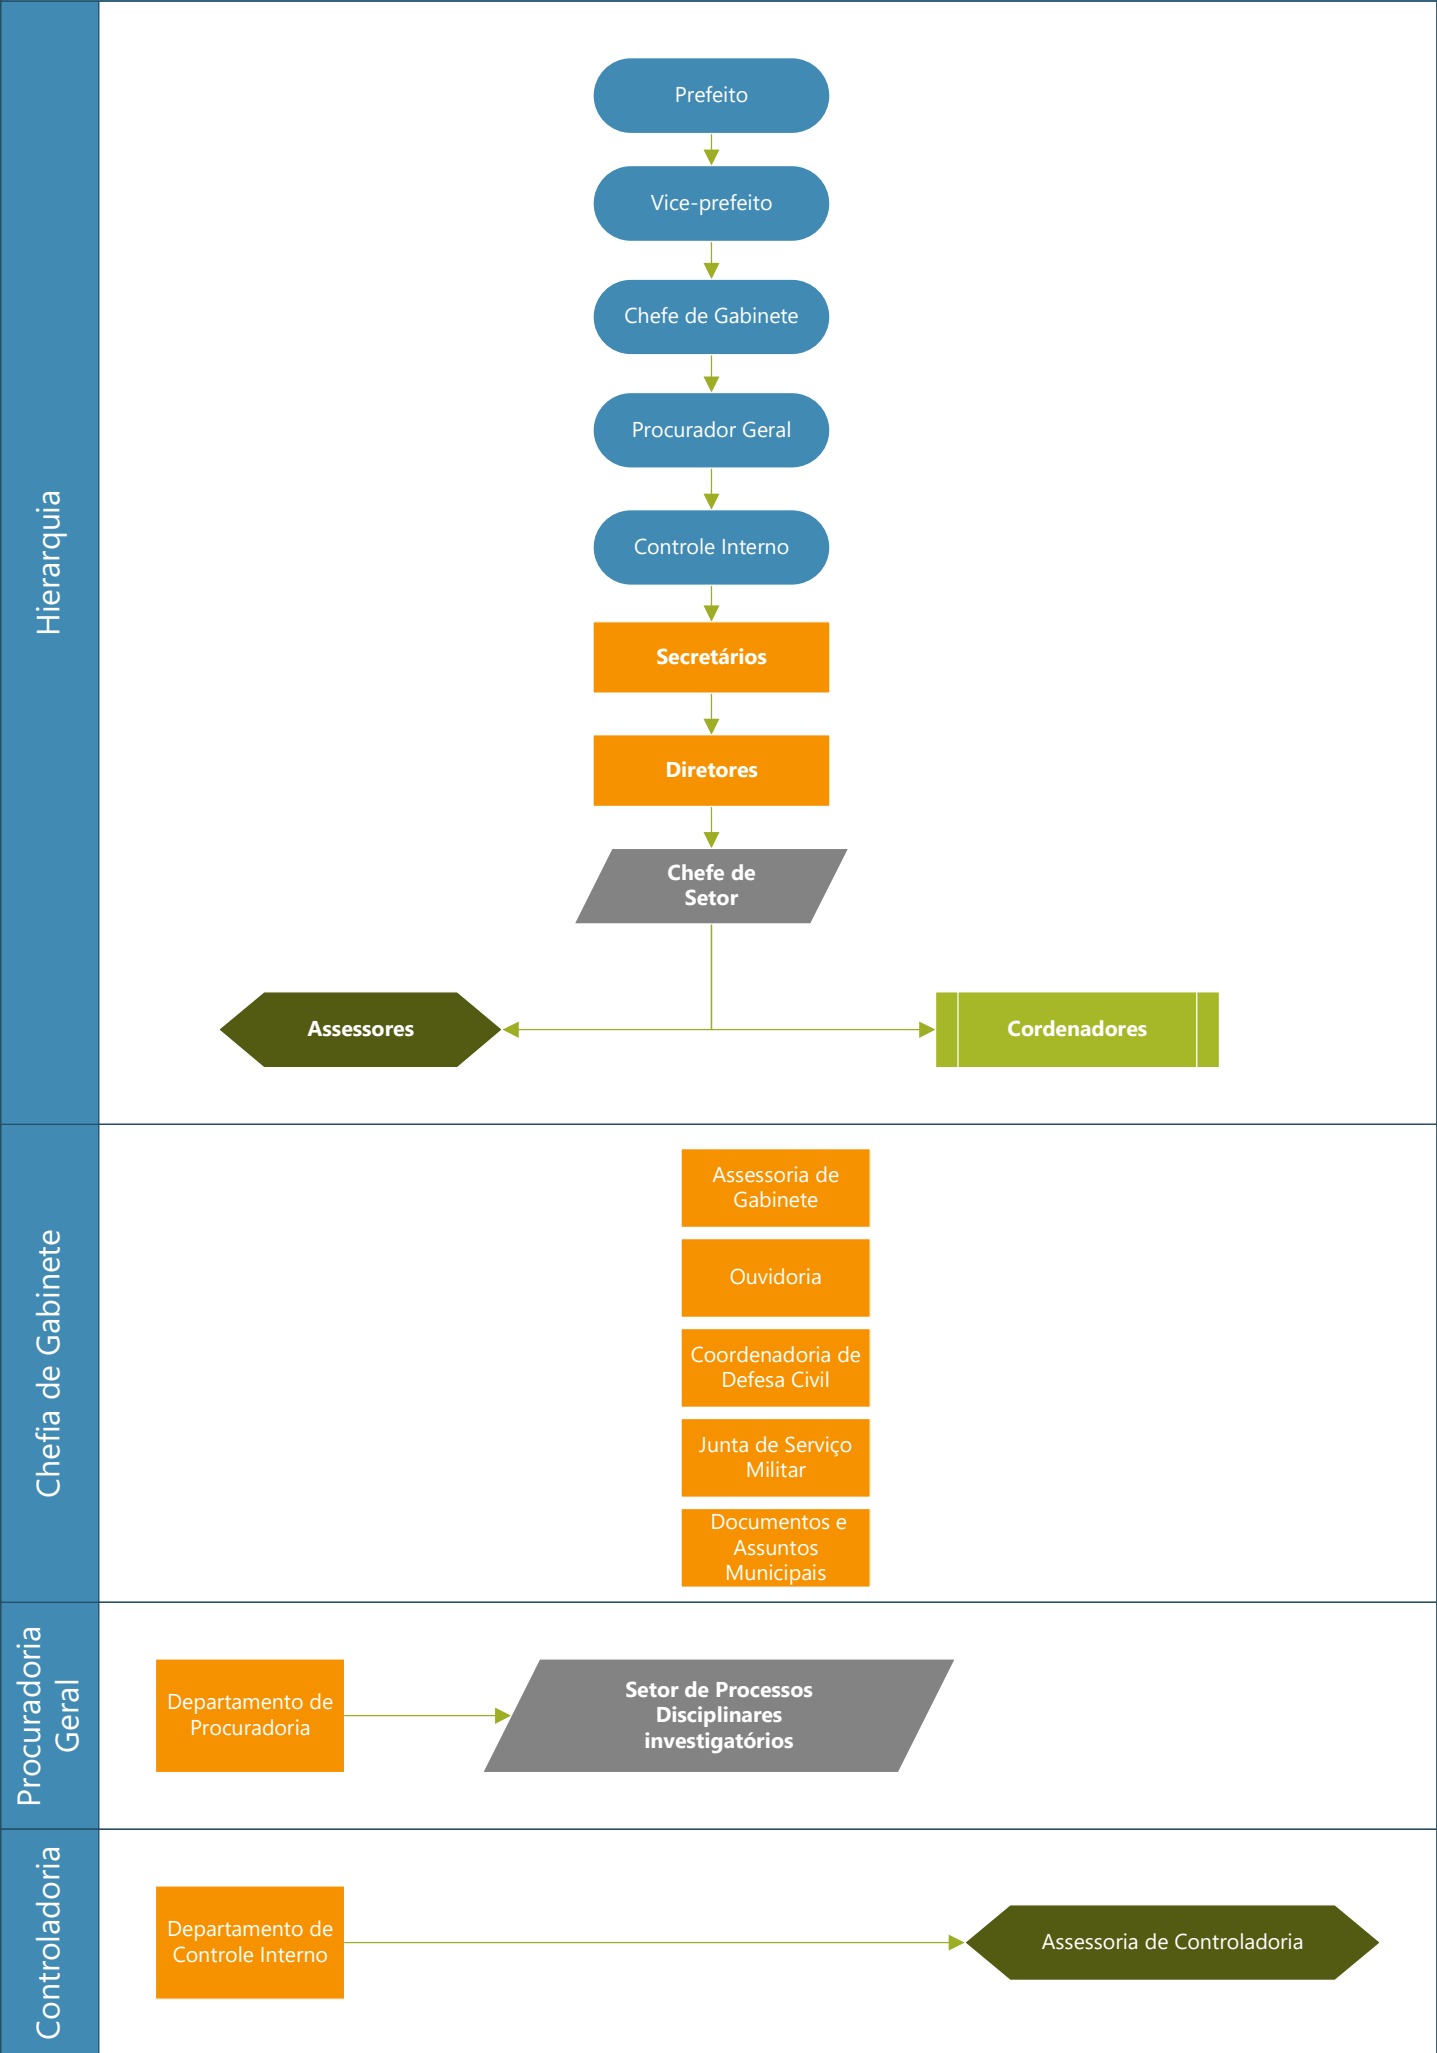 Hierarquia
Prefeito
Vice-prefeito
Chefe de Gabinete
Procurador Geral
Controle Interno
Secretários
Diretores
Chefe de
Setor
Assessores
Cordenadores
Chefia de Gabinete
Assessoria de
Gabinete
Ouvidoria
Coordenadoria de
Defesa Civil
Junta de Serviço
Militar
Documentos e
Assuntos
Municipais
Procuradoria
Geral
Departamento de
Procuradoria
Setor de Processos
Disciplinares
investigatórios
Controladoria
Departamento de
Controle Interno
Assessoria de Controladoria